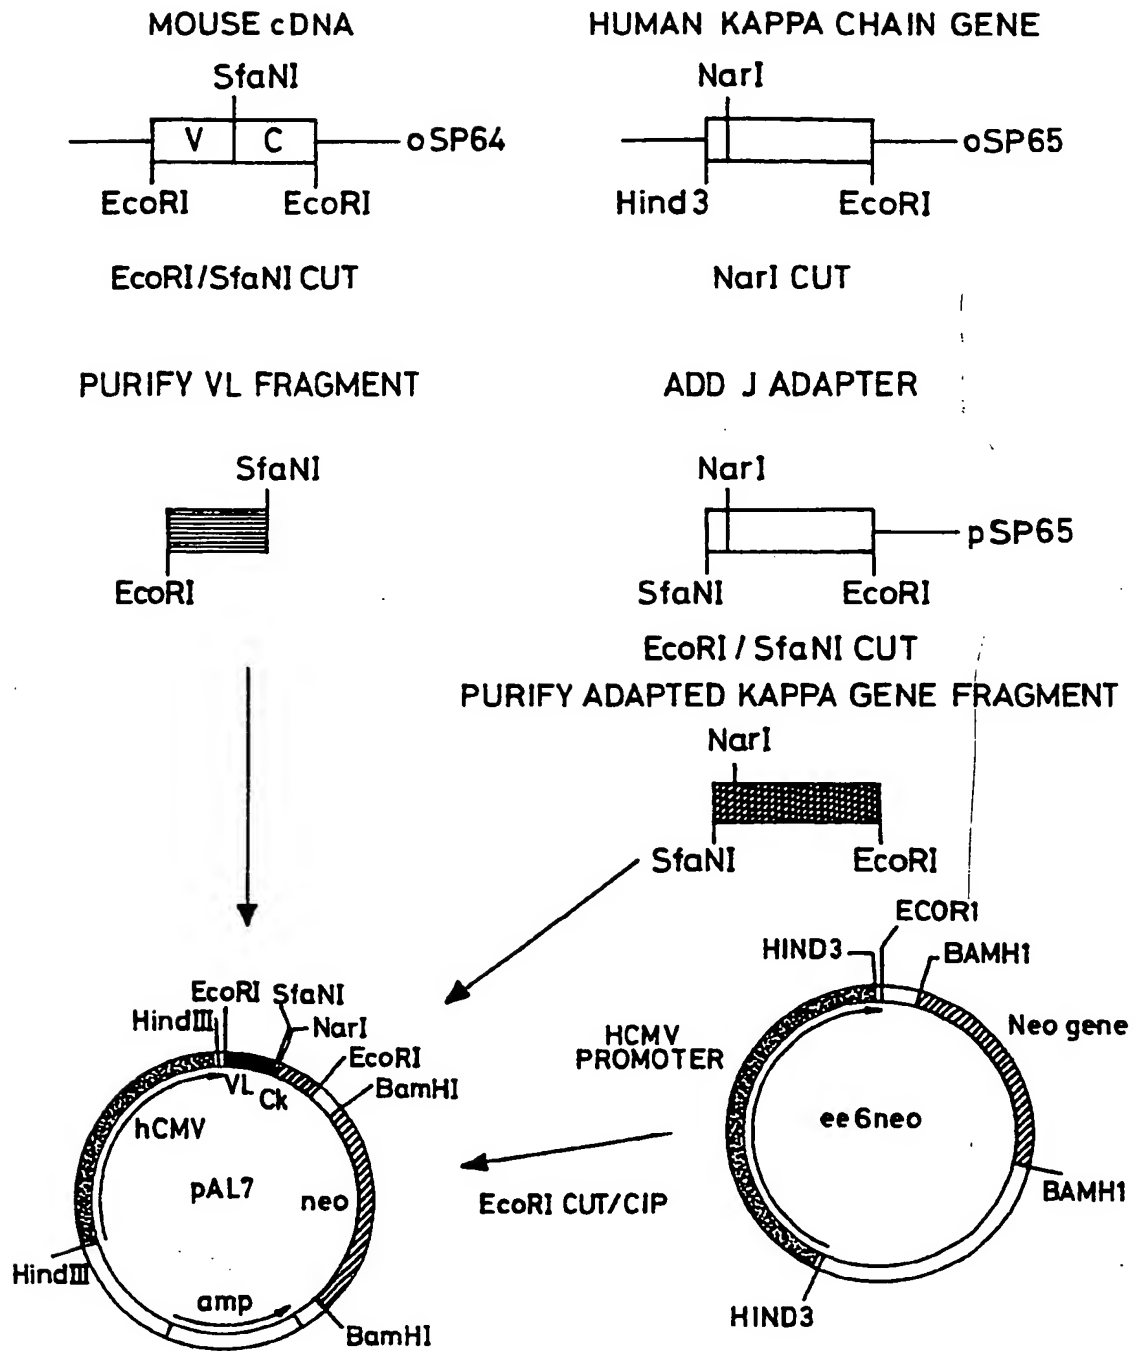 MOUSE cDNA
SfaNI
V C
oSP64
EcoRI EcoRI
EcoRI/SfaNI CUT
PURIFY VL FRAGMENT
SfaNI
EcoRI
HUMAN KAPPA CHAIN GENE
NarI
oSP65
Hind3 EcoRI
NarI CUT
ADD J ADAPTER
NarI
pSP65
SfaNI EcoRI
EcoRI / SfaNI CUT
PURIFY ADAPTED KAPPA GENE FRAGMENT
NarI
SfaNI EcoRI
EcoRI SfaNI
HindIII NarI
EcoRI
BamHI
VL Ck
hCMV
pAL7
neo
HindIII
amp
BamHI
EcoRI CUT/CIP
ECOR1
HIND3 BAMH1
HCMV
PROMOTER
Neo gene
ee6neo
BAMH1
HIND3